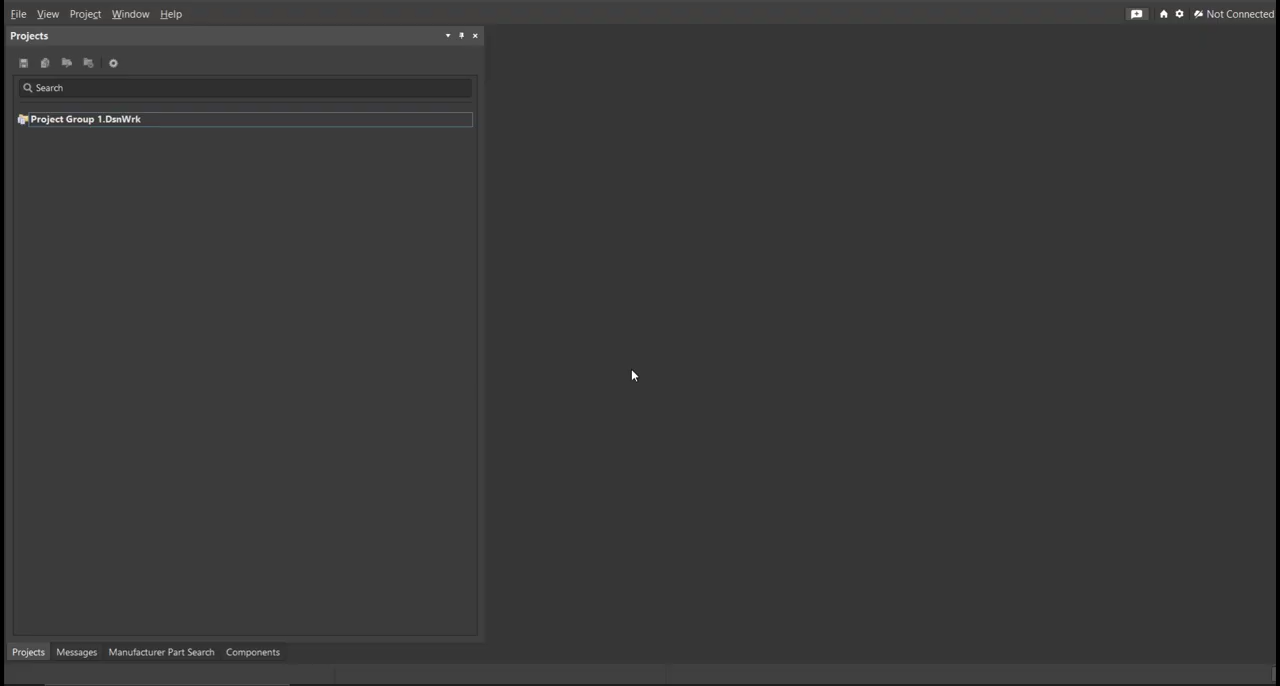 File View Project Window Help
Not Connected
Projects
Search
Project Group 1.DsnWrk
Projects Messages Manufacturer Part Search Components